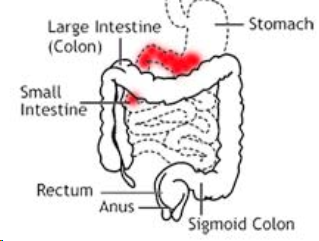 Stomach
Large Intestine
(Colon)
Small
Intestine
Rectum
Anus
Sigmoid Colon